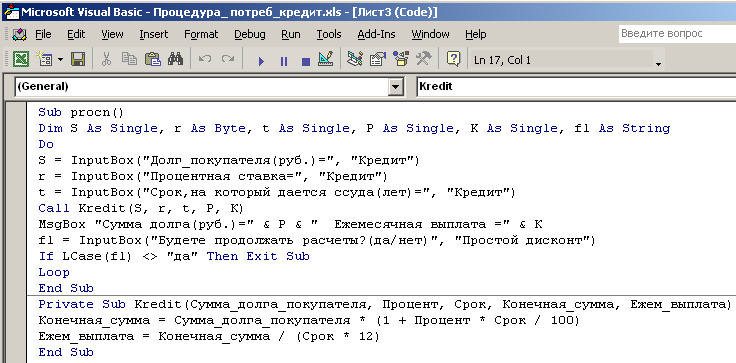 Microsoft Visual Basic - Процедура_ потреб_кредит.xls - [Лист3 (Code)]
File Edit View Insert Format Debug Run Tools Add-Ins Window Help Введите вопрос
Ln 17, Col 1
(General) Kredit
Sub procn()
Dim S As Single, r As Byte, t As Single, P As Single, K As Single, fl As String
Do
S = InputBox("Долг_покупателя(руб.)=", "Кредит")
r = InputBox("Процентная ставка=", "Кредит")
t = InputBox("Срок,на который дается ссуда(лет)=", "Кредит")
Call Kredit(S, r, t, P, K)
MsgBox "Сумма долга(руб.)=" & P & "  Ежемесячная выплата =" & K
fl = InputBox("Будете продолжать расчеты?(да/нет)", "Простой дисконт")
If LCase(fl) <> "да" Then Exit Sub
Loop
End Sub
Private Sub Kredit(Сумма_долга_покупателя, Процент, Срок, Конечная_сумма, Ежем_выплата)
Конечная_сумма = Сумма_долга_покупателя * (1 + Процент * Срок / 100)
Ежем_выплата = Конечная_сумма / (Срок * 12)
End Sub